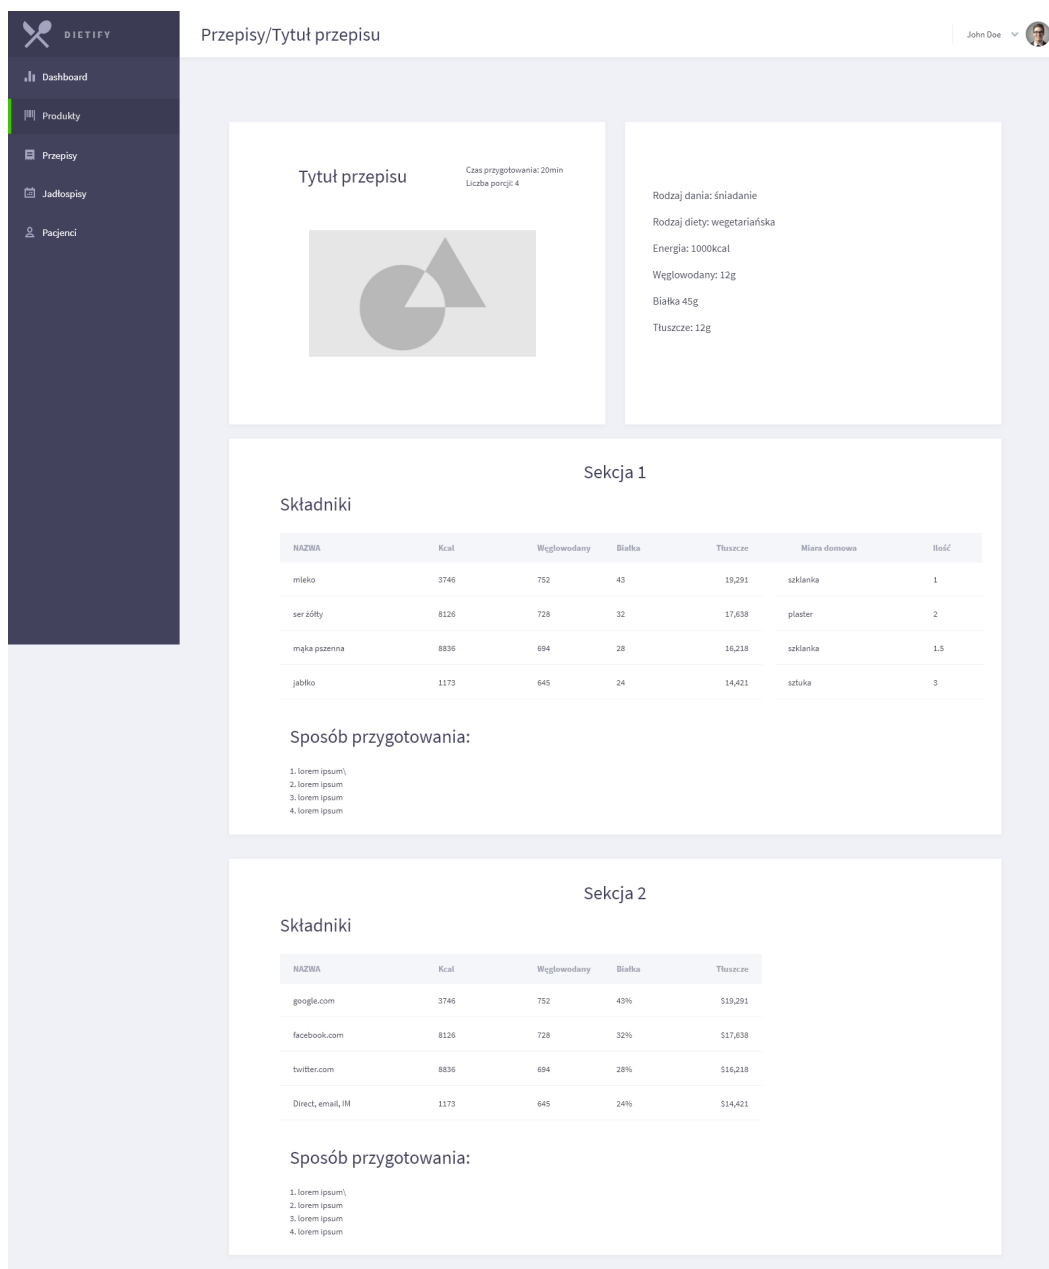 DIETIFY
Przepisy/Tytuł przepisu
John Doe
Dashboard
Produkty
Przepisy
Jadłospisy
Pacjenci
Tytuł przepisu
Czas przygotowania: 20min
Liczba porcji: 4
Rodzaj dania: śniadanie
Rodzaj diety: wegetariańska
Energia: 1000kcal
Węglowodany: 12g
Białka 45g
Tłuszcze: 12g
Sekcja 1
Składniki
NAZWA Kcal Węglowodany Białka Tłuszcze Miara domowa Ilość
mleko 3746 752 43 19,291 szklanka 1
ser żółty 8126 728 32 17,638 plaster 2
mąka pszenna 8836 694 28 16,218 szklanka 1.5
jabłko 1173 645 24 14,421 sztuka 3
Sposób przygotowania:
1. lorem ipsum\
2. lorem ipsum
3. lorem ipsum
4. lorem ipsum
Sekcja 2
Składniki
NAZWA Kcal Węglowodany Białka Tłuszcze
google.com 3746 752 43% $19,291
facebook.com 8126 728 32% $17,638
twitter.com 8836 694 28% $16,218
Direct, email, IM 1173 645 24% $14,421
Sposób przygotowania:
1. lorem ipsum\
2. lorem ipsum
3. lorem ipsum
4. lorem ipsum